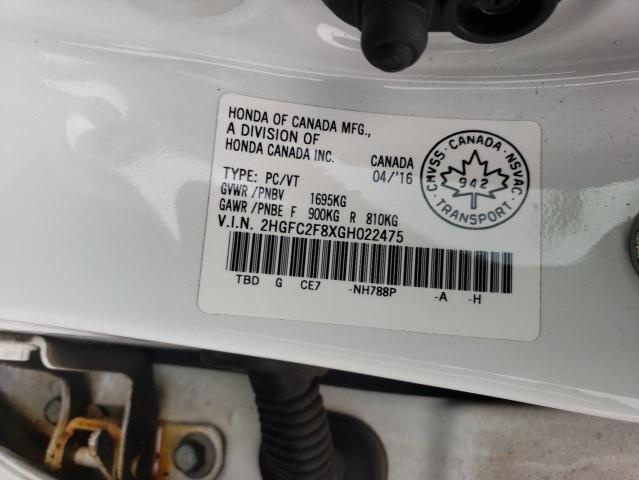 HONDA OF CANADA MFG.,
A DIVISION OF
HONDA CANADA INC. CANADA
04/'16
TYPE: PC/VT
GVWR /PNBV 1695KG
GAWR /PNBE F 900KG R 810KG
V.I.N. 2HGFC2F8XGH022475
TBD G CE7 -NH788P -A -H
CMVSS · CANADA · NSVAC
942
TRANSPORT